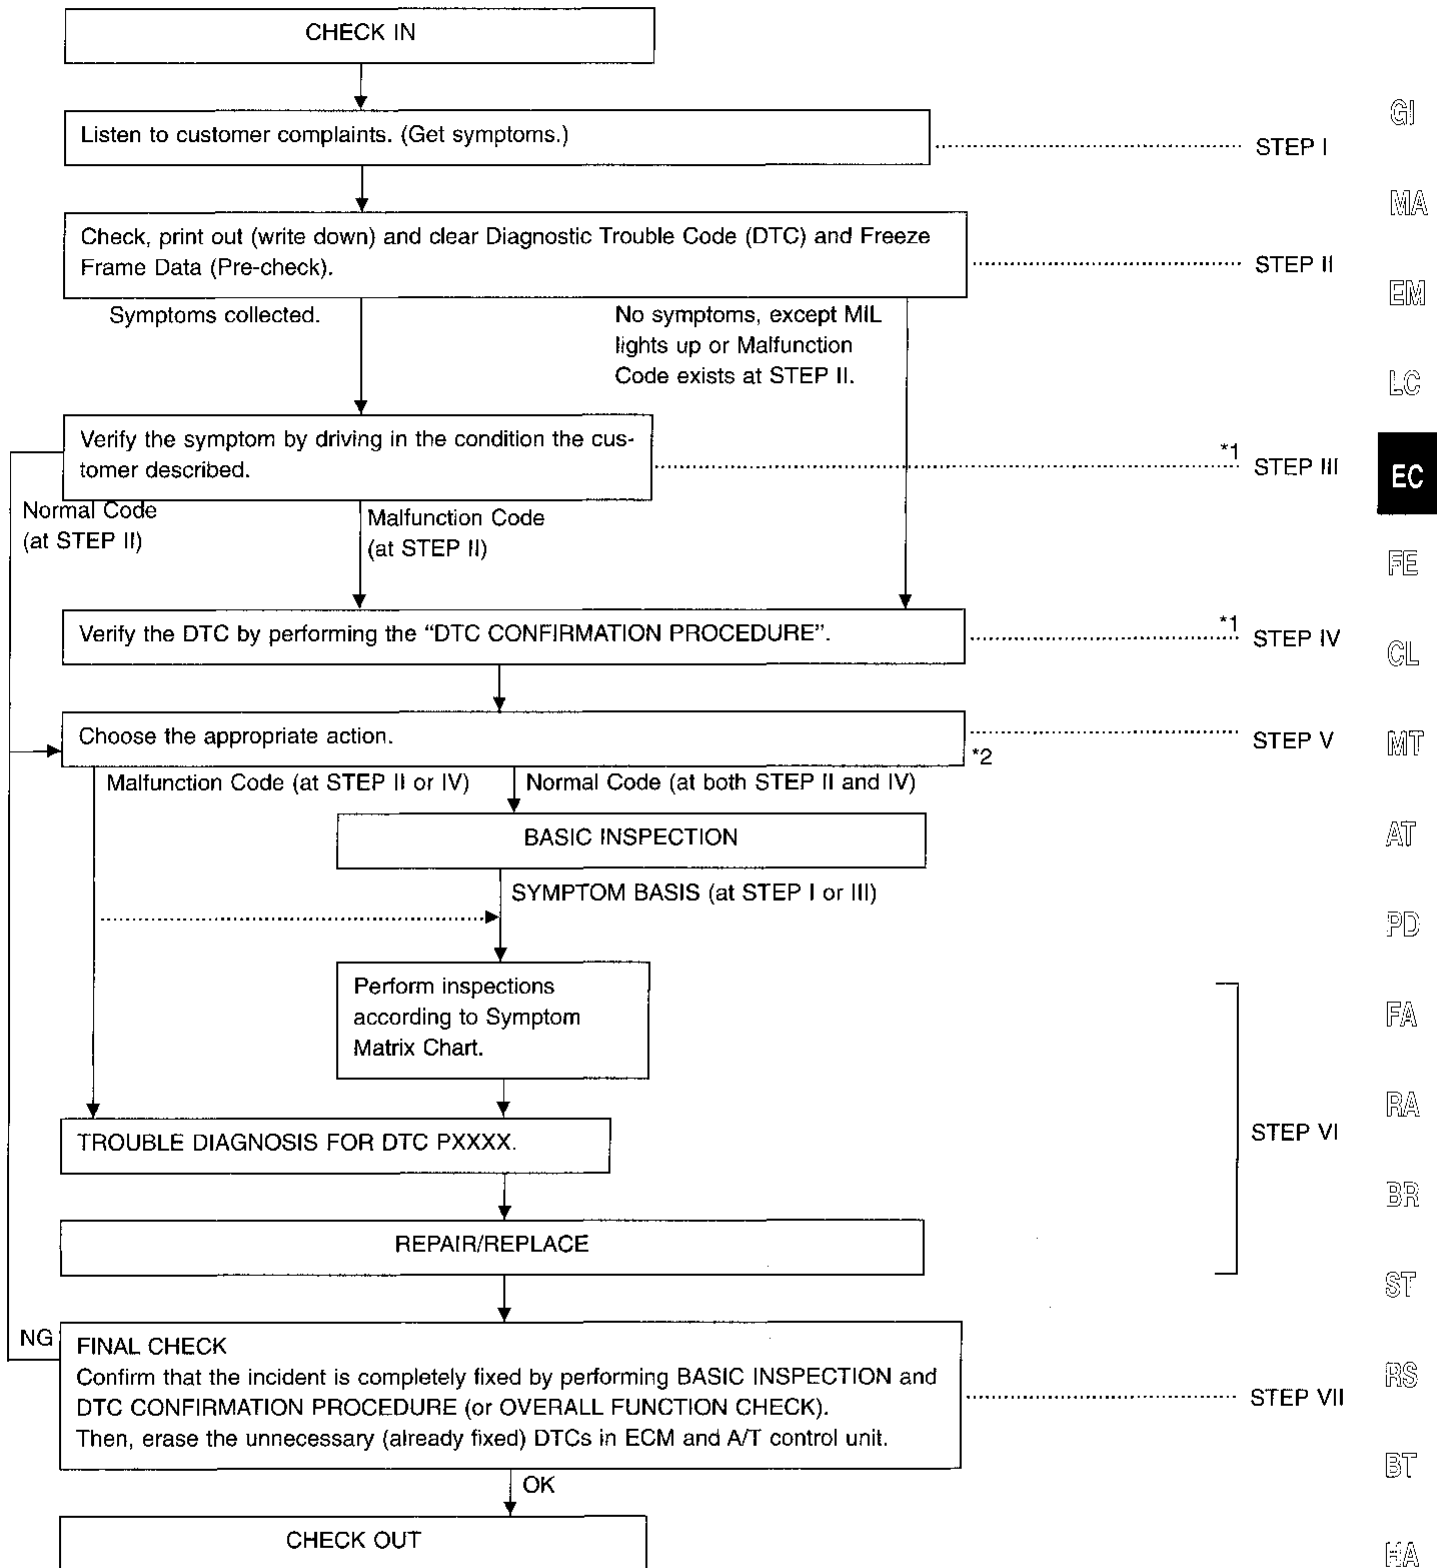 CHECK IN
GI
Listen to customer complaints. (Get symptoms.)
STEP I
MA
Check, print out (write down) and clear Diagnostic Trouble Code (DTC) and Freeze
Frame Data (Pre-check).
STEP II
EM
Symptoms collected.
No symptoms, except MIL
lights up or Malfunction
Code exists at STEP II.
LC
Verify the symptom by driving in the condition the cus-
tomer described.
*1 STEP III
EC
Normal Code
(at STEP II)
Malfunction Code
(at STEP II)
FE
Verify the DTC by performing the “DTC CONFIRMATION PROCEDURE”.
*1 STEP IV
CL
Choose the appropriate action.
*2
STEP V
MT
Malfunction Code (at STEP II or IV)
Normal Code (at both STEP II and IV)
BASIC INSPECTION
AT
SYMPTOM BASIS (at STEP I or III)
PD
Perform inspections
according to Symptom
Matrix Chart.
FA
RA
TROUBLE DIAGNOSIS FOR DTC PXXXX.
STEP VI
BR
REPAIR/REPLACE
ST
NG
FINAL CHECK
Confirm that the incident is completely fixed by performing BASIC INSPECTION and
DTC CONFIRMATION PROCEDURE (or OVERALL FUNCTION CHECK).
Then, erase the unnecessary (already fixed) DTCs in ECM and A/T control unit.
STEP VII
RS
BT
OK
CHECK OUT
HA